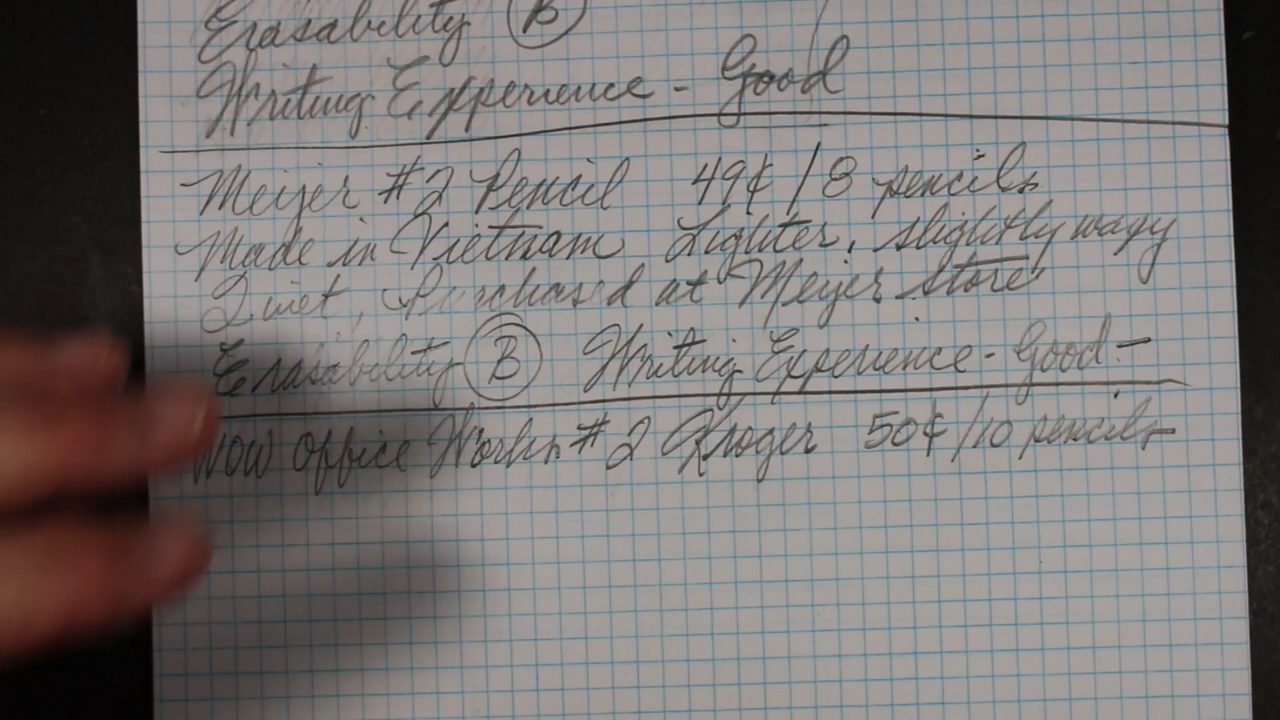 Erasability B
Writing Experience - Good
Meijer #2 Pencil 49¢ / 8 pencils
Made in Vietnam Lighter, slightly waxy
Quiet, Purchased at Meijer store
Erasability B Writing Experience - Good -
WOW Office Works #2 Kroger 50¢ / 10 pencils